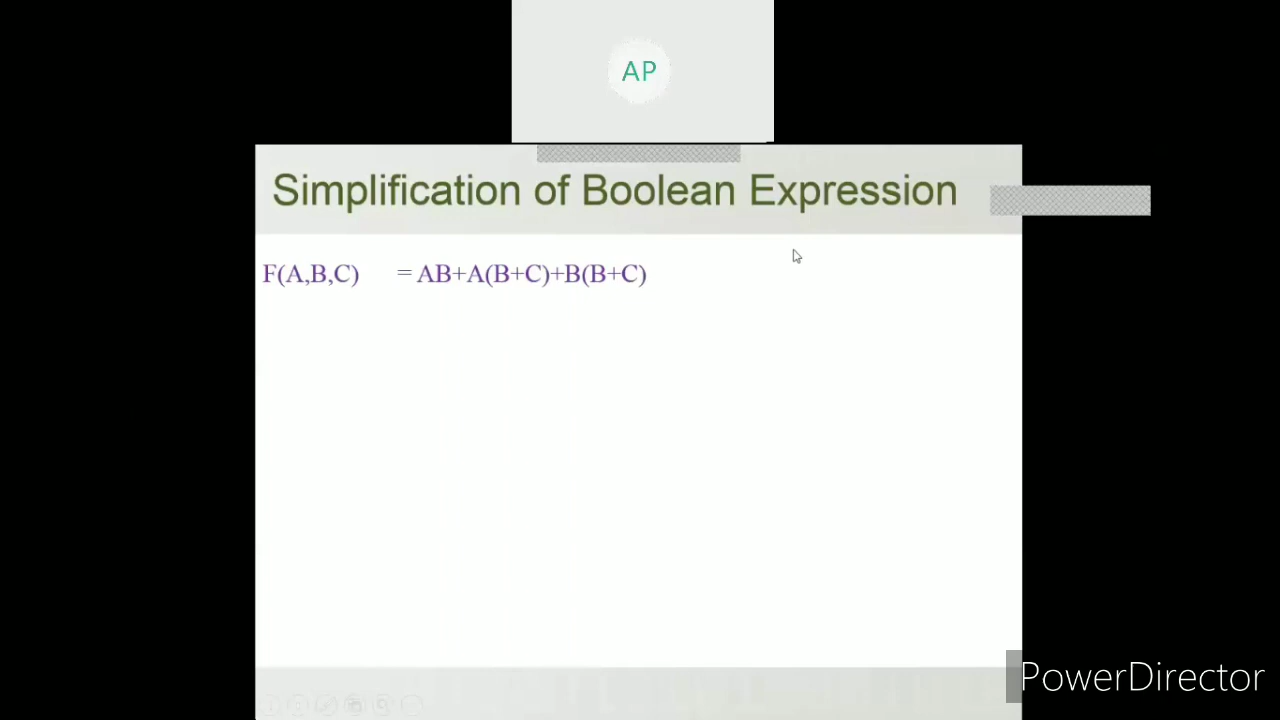 AP
Simplification of Boolean Expression
F(A,B,C) = AB+A(B+C)+B(B+C)
PowerDirector